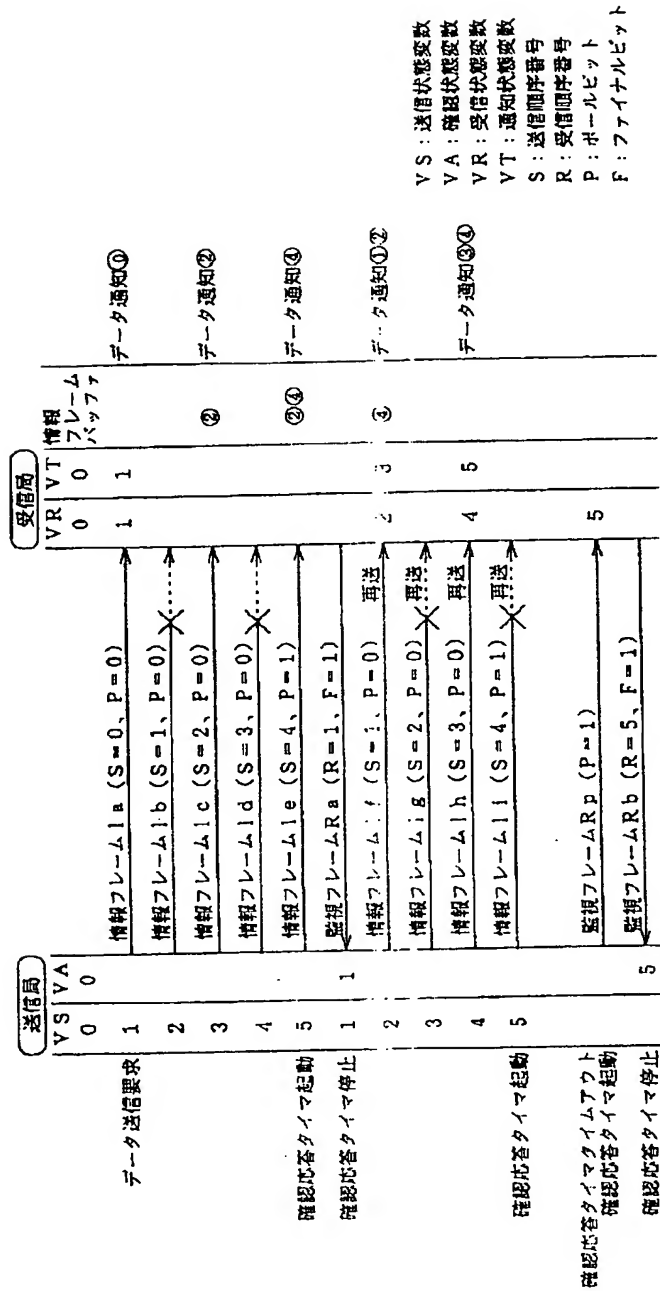 送信局
受信局
VS VA
VR VT
情報
フレーム
バッファ
0 0
0 0
データ送信要求
1
情報フレーム1a(S=0、P=0)
1 1
データ通知⓪
2
情報フレーム1b(S=1、P=0)
3
情報フレーム1c(S=2、P=0)
②
データ通知②
4
情報フレーム1d(S=3、P=0)
確認応答タイマ起動
5
情報フレーム1e(S=4、P=1)
②④
データ通知④
確認応答タイマ停止
1 1
監視フレームRa(R=1、F=1)
2
情報フレーム1f(S=1、P=0)
再送
2 3
④
データ通知①②
3
情報フレーム1g(S=2、P=0)
再送
4
情報フレーム1h(S=3、P=0)
再送
4 5
データ通知③④
確認応答タイマ起動
5
情報フレーム1i(S=4、P=1)
再送
確認応答タイマタイムアウト
確認応答タイマ起動
監視フレームRp(P=1)
5
確認応答タイマ停止
5
監視フレームRb(R=5、F=1)
VS:送信状態変数
VA:確認状態変数
VR:受信状態変数
VT:通知状態変数
S:送信順序番号
R:受信順序番号
P:ポールビット
F:ファイナルビット